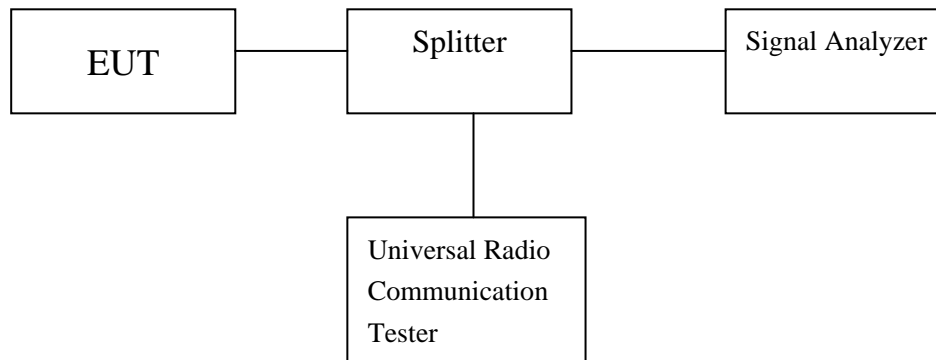 EUT
Splitter
Signal Analyzer
Universal Radio
Communication
Tester